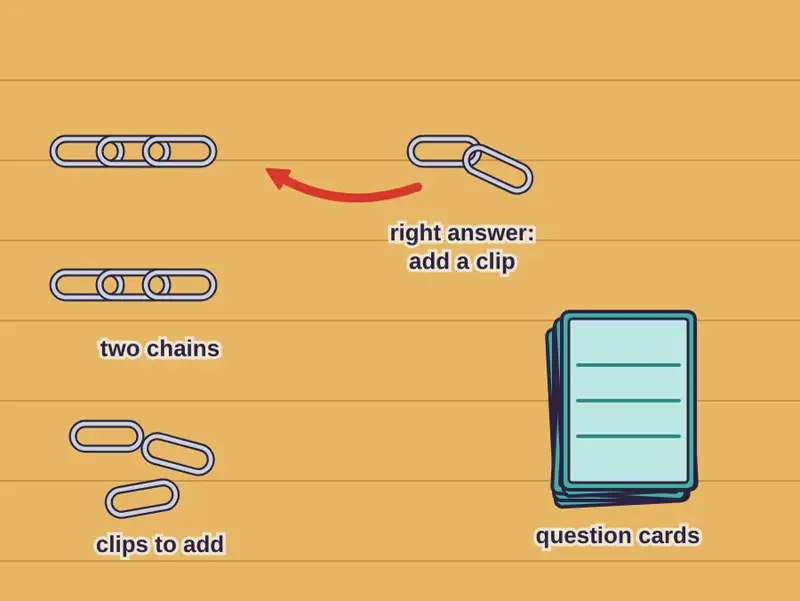 right answer:
add a clip
two chains
clips to add
question cards